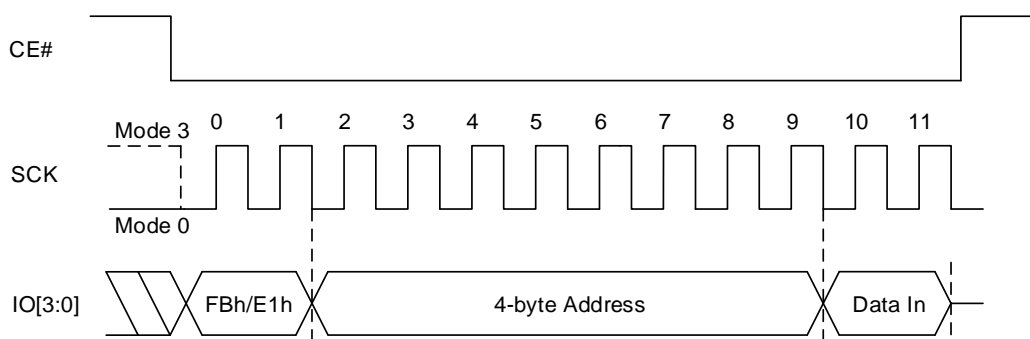 CE#
Mode 3 0 1 2 3 4 5 6 7 8 9 10 11
SCK
Mode 0
IO[3:0] FBh/E1h 4-byte Address Data In